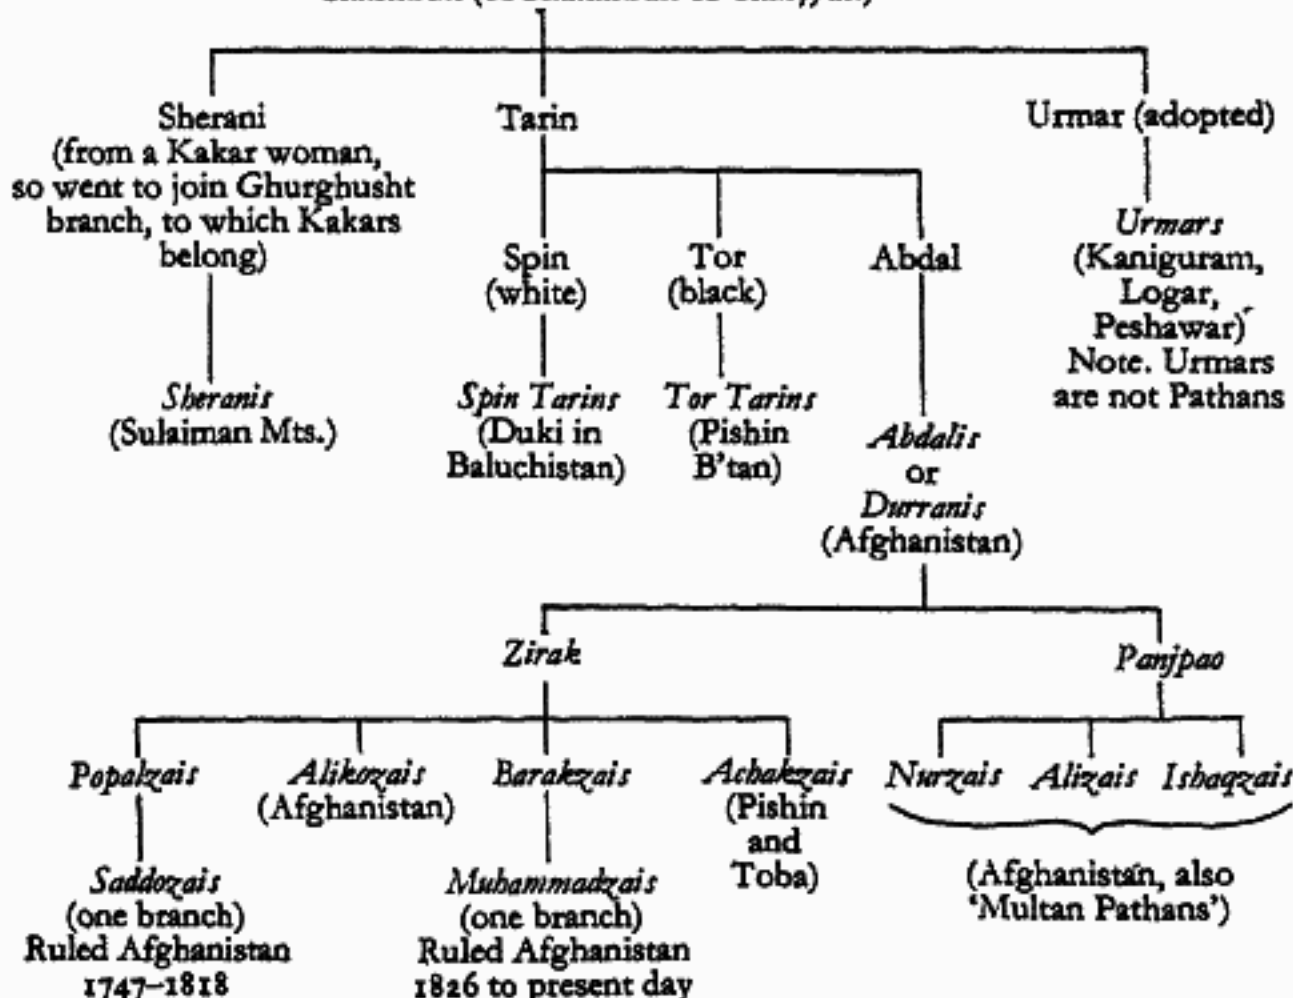 Sherani
(from a Kakar woman,
so went to join Ghurghusht
branch, to which Kakars
belong)
Sheranis
(Sulaiman Mts.)
Tarin
Spin
(white)
Spin Tarins
(Duki in
Baluchistan)
Tor
(black)
Tor Tarins
(Pishin
B'tan)
Abdal
Abdalis
or
Durranis
(Afghanistan)
Urmar (adopted)
Urmars
(Kaniguram,
Logar,
Peshawar)
Note. Urmars
are not Pathans
Zirak
Panjpao
Popalzais
Saddozais
(one branch)
Ruled Afghanistan
1747–1818
Alikozais
(Afghanistan)
Barakzais
Muhammadzais
(one branch)
Ruled Afghanistan
1826 to present day
Achakzais
(Pishin
and
Toba)
Nurzais Alizais Ishaqzais
(Afghanistan, also
'Multan Pathans')